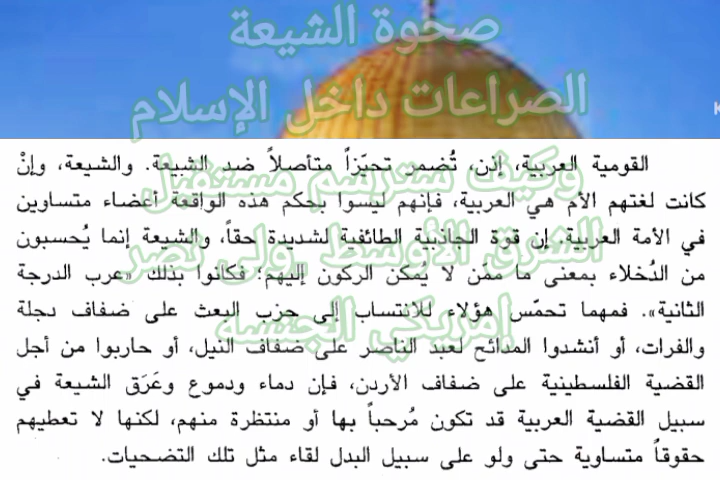 صحوة الشيعة
الصراعات داخل الإسلام
وكيف سترسم مستقبل
الشرق الأوسط _ولي نصر
إمريكي الجنسه
القومية العربية، إذن، تُضمر تحيّزاً متأصلاً ضد الشيعة. والشيعة، وإنْ
كانت لغتهم الأم هي العربية، فإنهم ليسوا بحكم هذه الواقعة أعضاء متساوين
في الأمة العربية. إن قوة الجاذبية الطائفية لشديدة حقاً، والشيعة إنما يُحسبون
من الدُخلاء بمعنى ما ممّن لا يُمكن الركون إليهم؛ فكانوا بذلك «عرب الدرجة
الثانية». فمهما تحمّس هؤلاء للانتساب إلى حزب البعث على ضفاف دجلة
والفرات، أو أنشدوا المدائح لعبد الناصر على ضفاف النيل، أو حاربوا من أجل
القضية الفلسطينية على ضفاف الأردن، فإن دماء ودموع وعَرَق الشيعة في
سبيل القضية العربية قد تكون مُرحباً بها أو منتظرة منهم، لكنها لا تعطيهم
حقوقاً متساوية حتى ولو على سبيل البدل لقاء مثل تلك التضحيات.